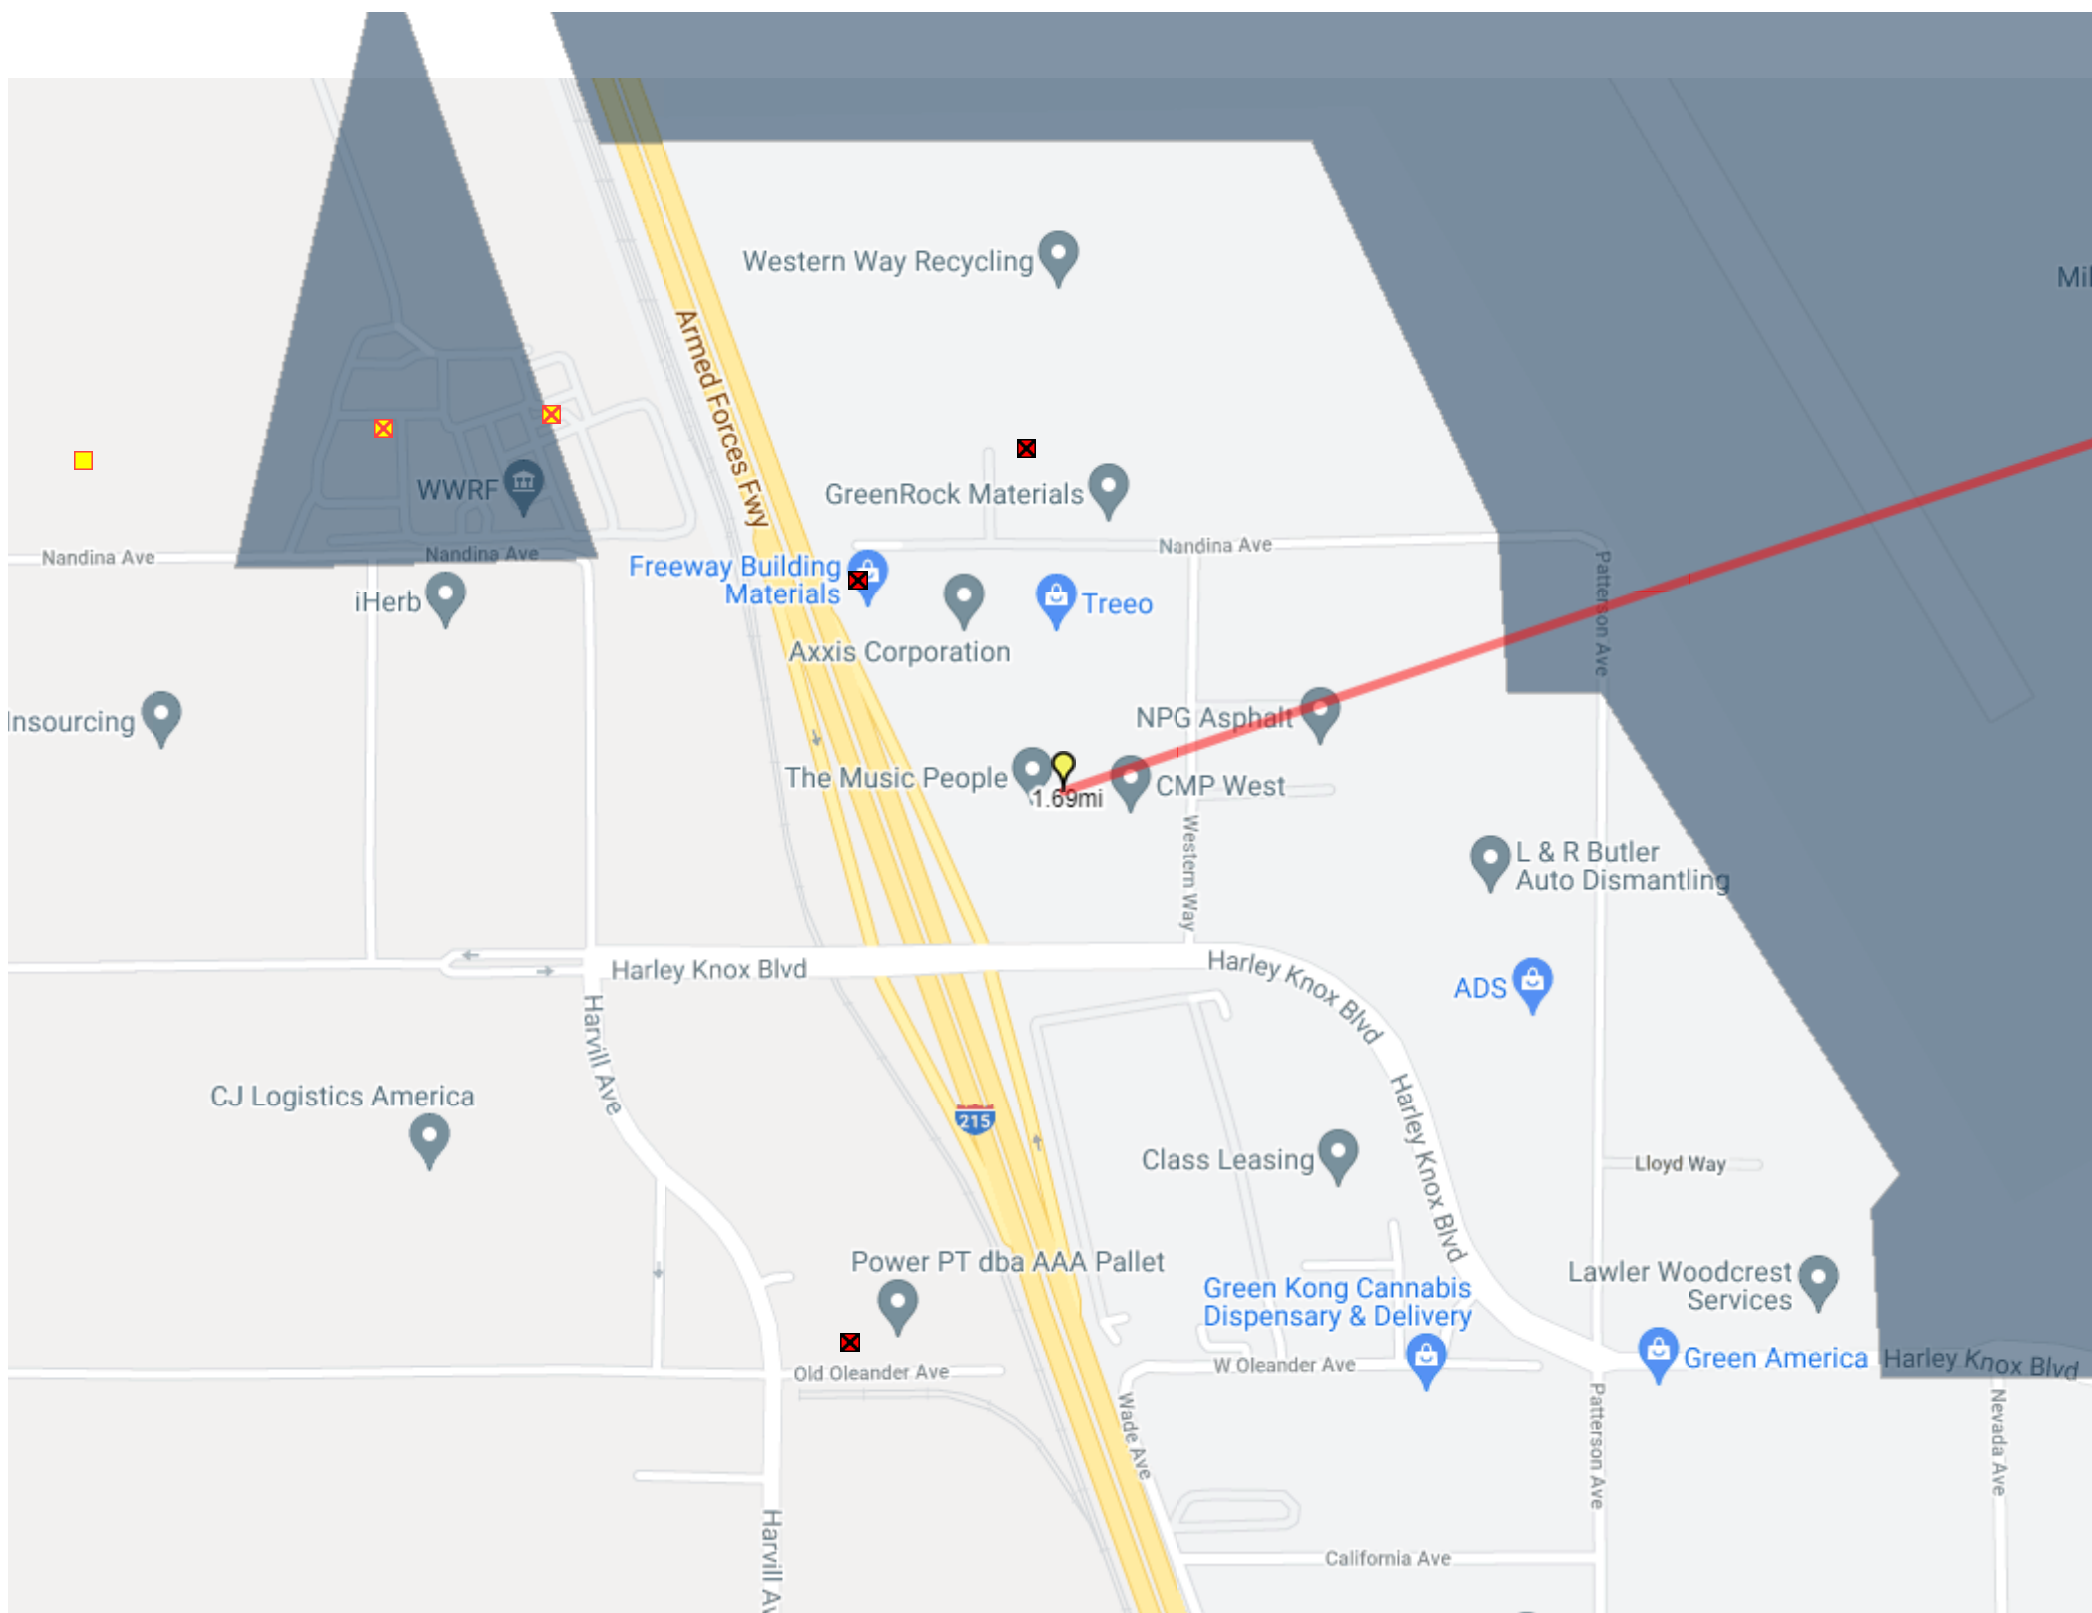 Western Way Recycling
Mil
Armed Forces Fwy
WWRF
GreenRock Materials
Nandina Ave
Nandina Ave
Nandina Ave
Freeway Building
Materials
Patterson Ave
iHerb
Treeo
Axxis Corporation
Insourcing
NPG Asphalt
The Music People
CMP West
1.69mi
Western Way
L & R Butler
Auto Dismantling
Harley Knox Blvd
Harley Knox Blvd
ADS
Harvill Ave
CJ Logistics America
215
Harley Knox Blvd
Class Leasing
Lloyd Way
Power PT dba AAA Pallet
Green Kong Cannabis
Dispensary & Delivery
Lawler Woodcrest
Services
Green America
Harley Knox Blvd
Old Oleander Ave
W Oleander Ave
Wade Ave
Patterson Ave
Nevada Ave
Harvill Av
California Ave